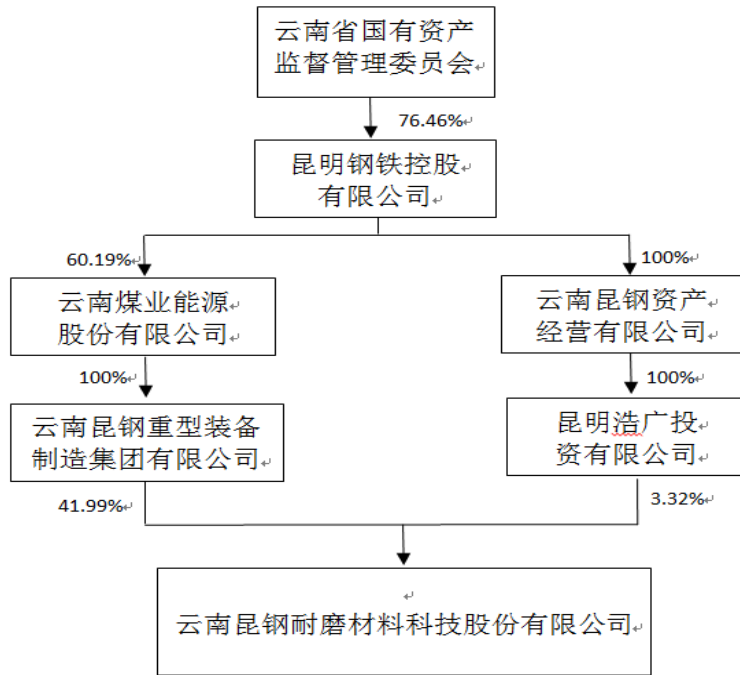 云南省国有资产
监督管理委员会
76.46%
昆明钢铁控股
有限公司
60.19%
100%
云南煤业能源
股份有限公司
云南昆钢资产
经营有限公司
100%
100%
云南昆钢重型装备
制造集团有限公司
昆明浩广投
资有限公司
41.99%
3.32%
云南昆钢耐磨材料科技股份有限公司